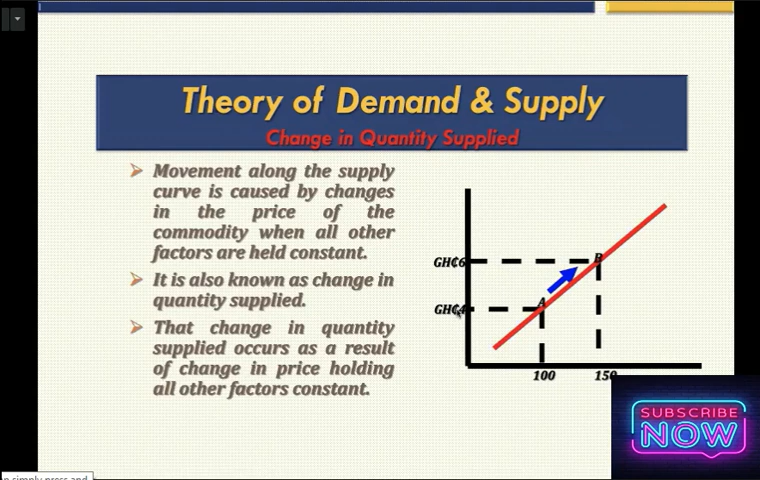 Theory of Demand & Supply
Change in Quantity Supplied
Movement along the supply
curve is caused by changes
in the price of the
commodity when all other
factors are held constant.
It is also known as change in
quantity supplied.
That change in quantity
supplied occurs as a result
of change in price holding
all other factors constant.
GH₵6
B
A
GH₵4
100
150
SUBSCRIBE
NOW
simply press and